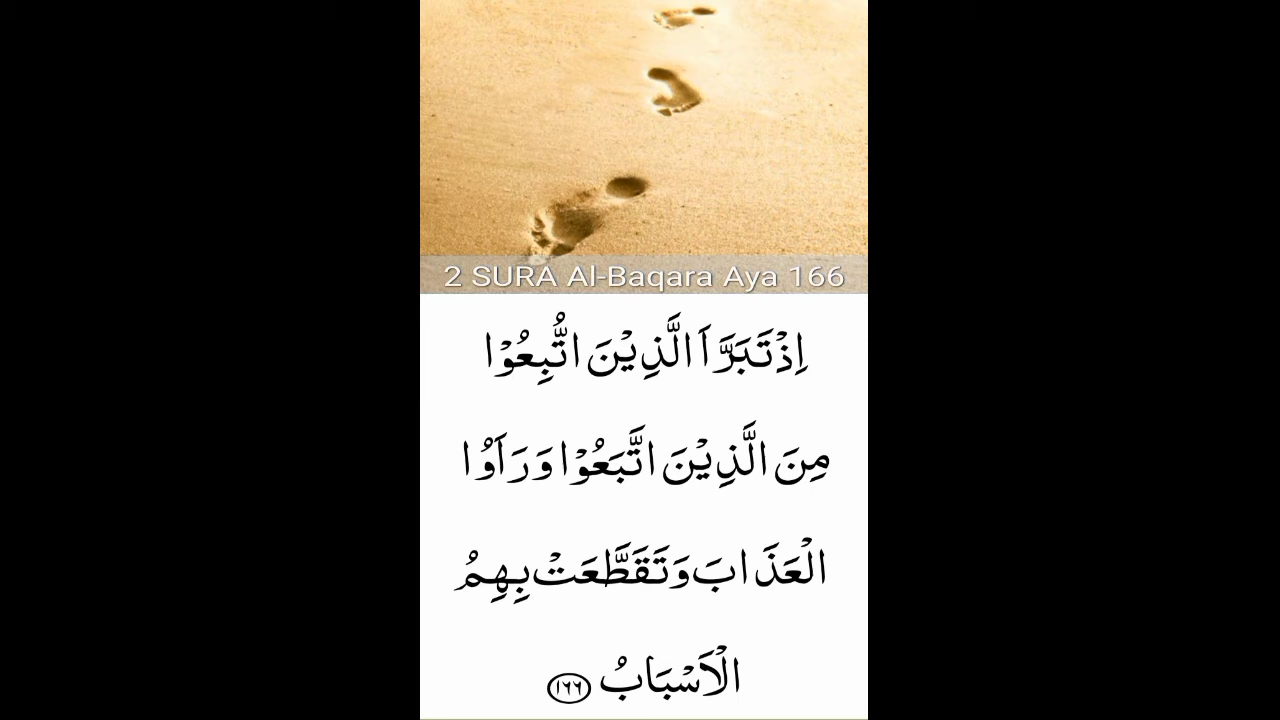 2 SURA Al-Baqara Aya 166
اِذْ تَبَرَّاَ الَّذِيْنَ اتُّبِعُوْا
مِنَ الَّذِيْنَ اتَّبَعُوْا وَرَاَوُا
الْعَذَابَ وَتَقَطَّعَتْ بِهِمُ
الْاَسْبَابُ ١٦٦